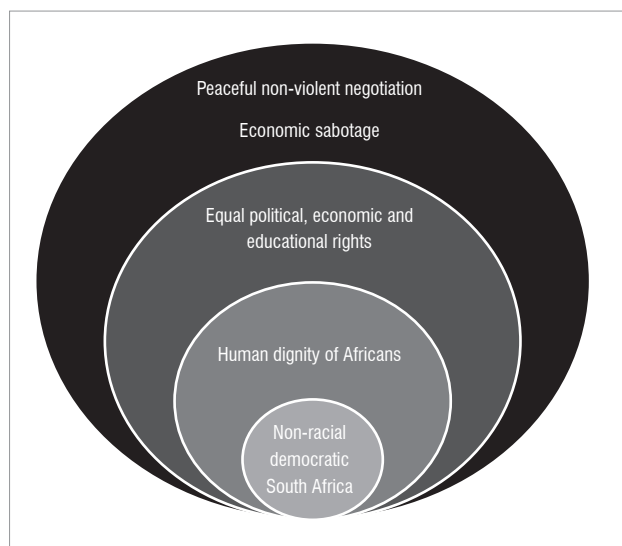 Peaceful non-violent negotiation
Economic sabotage
Equal political, economic and
educational rights
Human dignity of Africans
Non-racial
democratic
South Africa